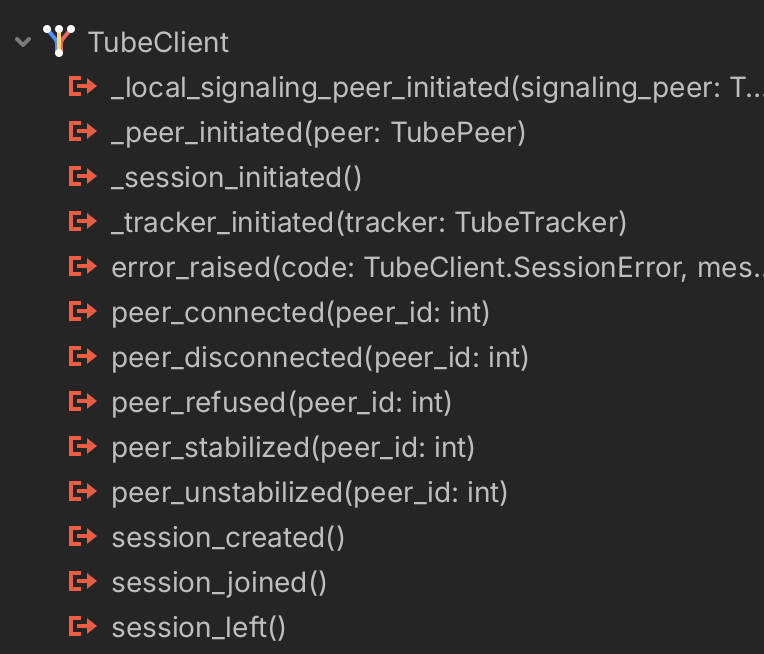 TubeClient
_local_signaling_peer_initiated(signaling_peer: T...
_peer_initiated(peer: TubePeer)
_session_initiated()
_tracker_initiated(tracker: TubeTracker)
error_raised(code: TubeClient.SessionError, mes...
peer_connected(peer_id: int)
peer_disconnected(peer_id: int)
peer_refused(peer_id: int)
peer_stabilized(peer_id: int)
peer_unstabilized(peer_id: int)
session_created()
session_joined()
session_left()